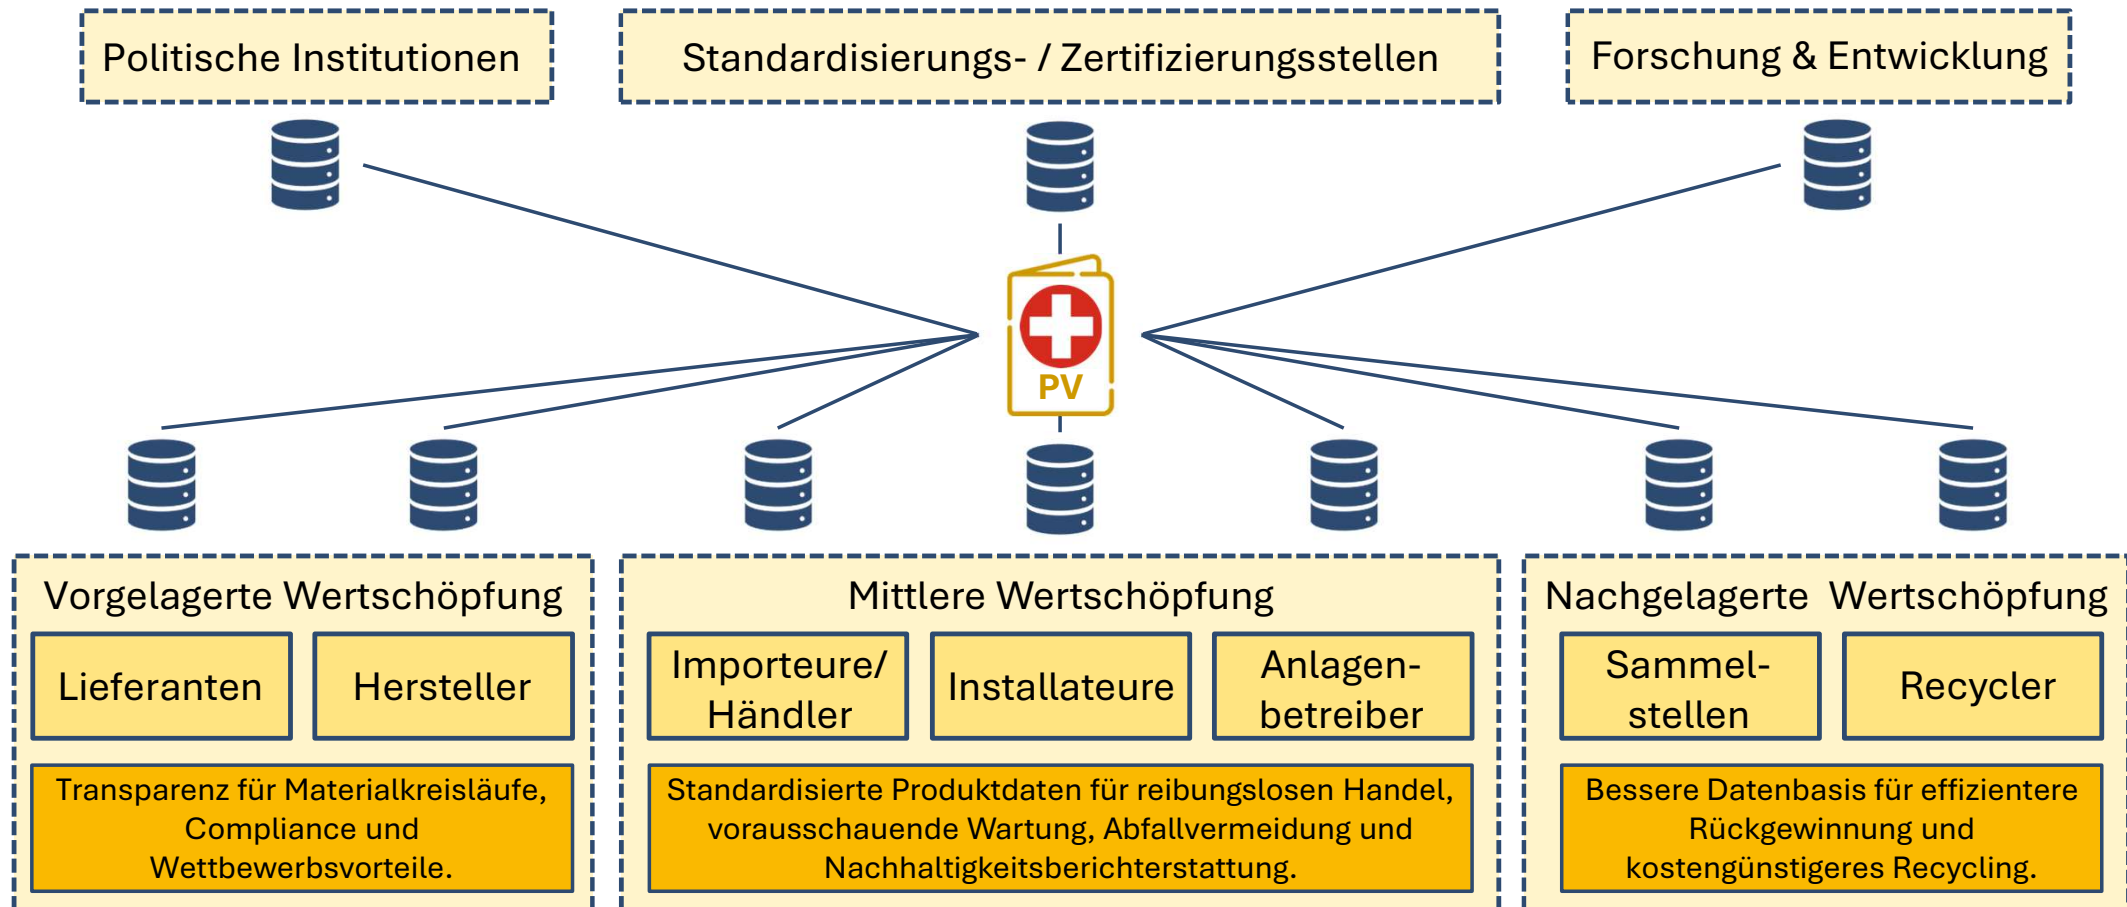 Politische Institutionen
Standardisierungs- / Zertifizierungsstellen
Forschung & Entwicklung
PV
Vorgelagerte Wertschöpfung
Lieferanten
Hersteller
Transparenz für Materialkreisläufe,
Compliance und
Wettbewerbsvorteile.
Mittlere Wertschöpfung
Importeure/
Händler
Installateure
Anlagen-
betreiber
Standardisierte Produktdaten für reibungslosen Handel,
vorausschauende Wartung, Abfallvermeidung und
Nachhaltigkeitsberichterstattung.
Nachgelagerte Wertschöpfung
Sammel-
stellen
Recycler
Bessere Datenbasis für effizientere
Rückgewinnung und
kostengünstigeres Recycling.